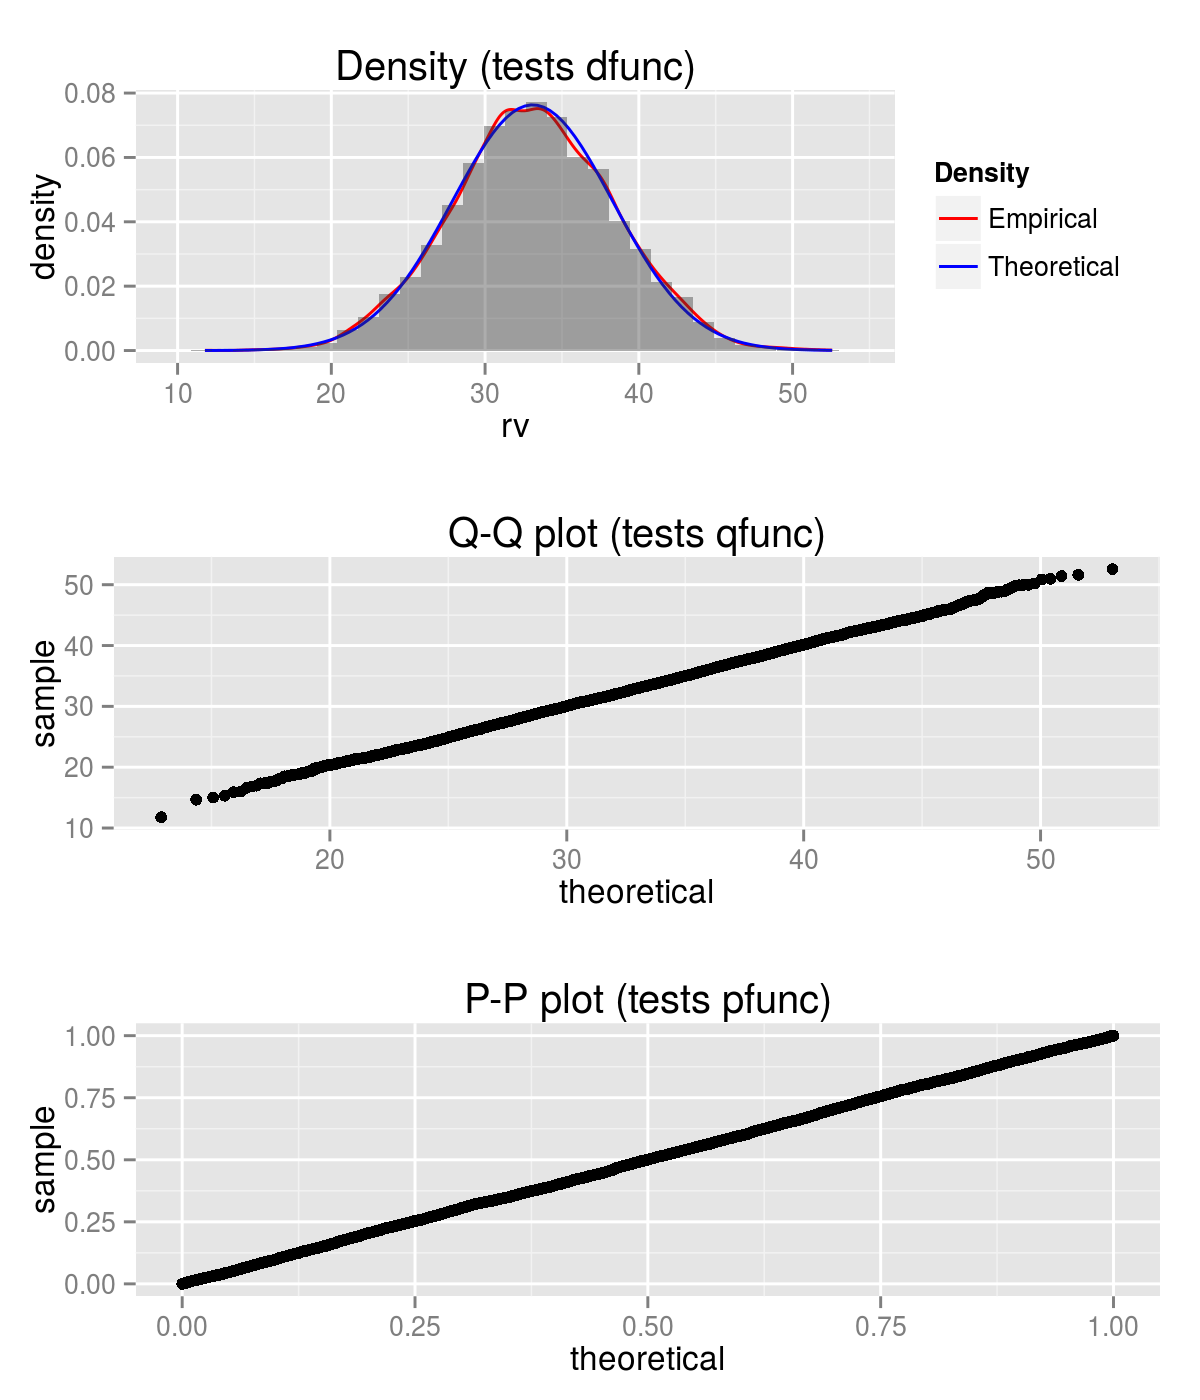 Density (tests dfunc)
0.08
0.06
0.04
0.02
0.00
density
10 20 30 40 50
rv
Density
Empirical
Theoretical
Q-Q plot (tests qfunc)
50
40
30
20
10
sample
20 30 40 50
theoretical
P-P plot (tests pfunc)
1.00
0.75
0.50
0.25
0.00
sample
0.00 0.25 0.50 0.75 1.00
theoretical